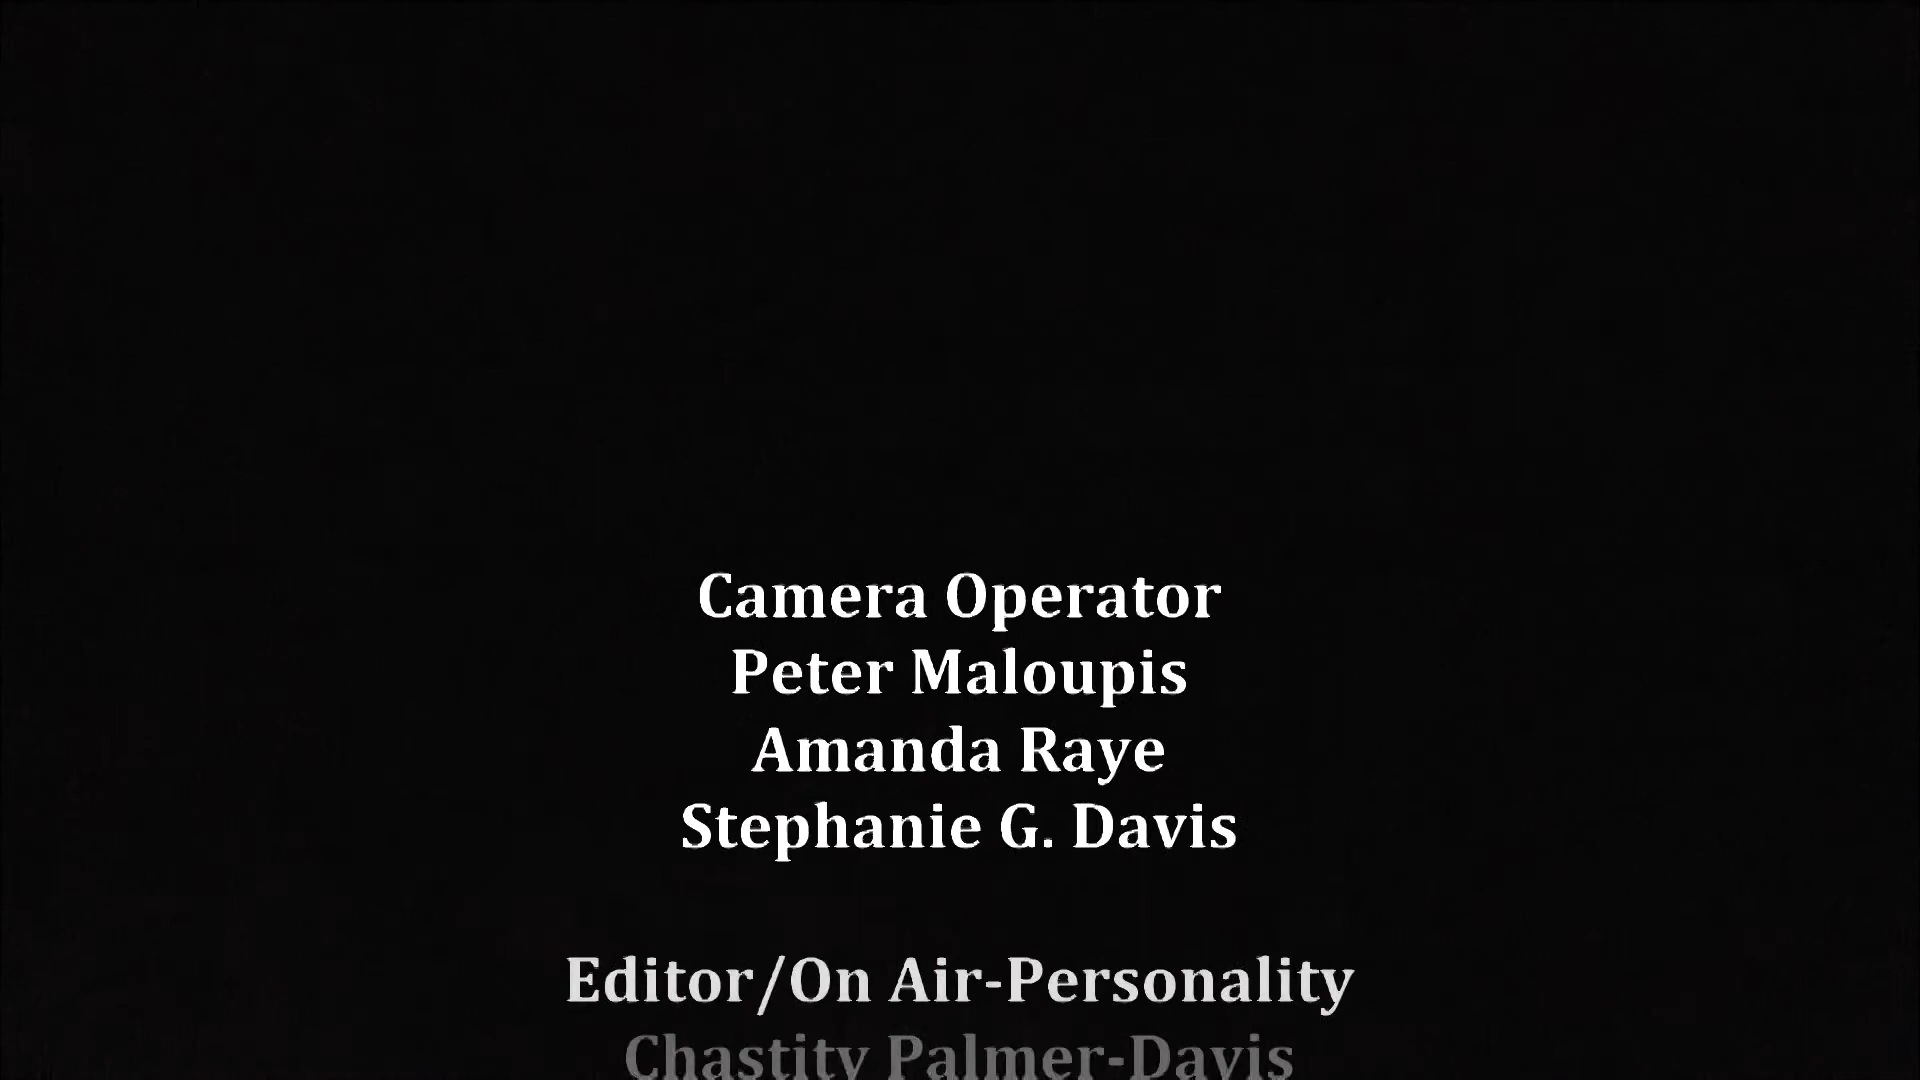 Camera Operator
Peter Maloupis
Amanda Raye
Stephanie G. Davis
Editor/On Air-Personality
Chastity Palmer-Davis